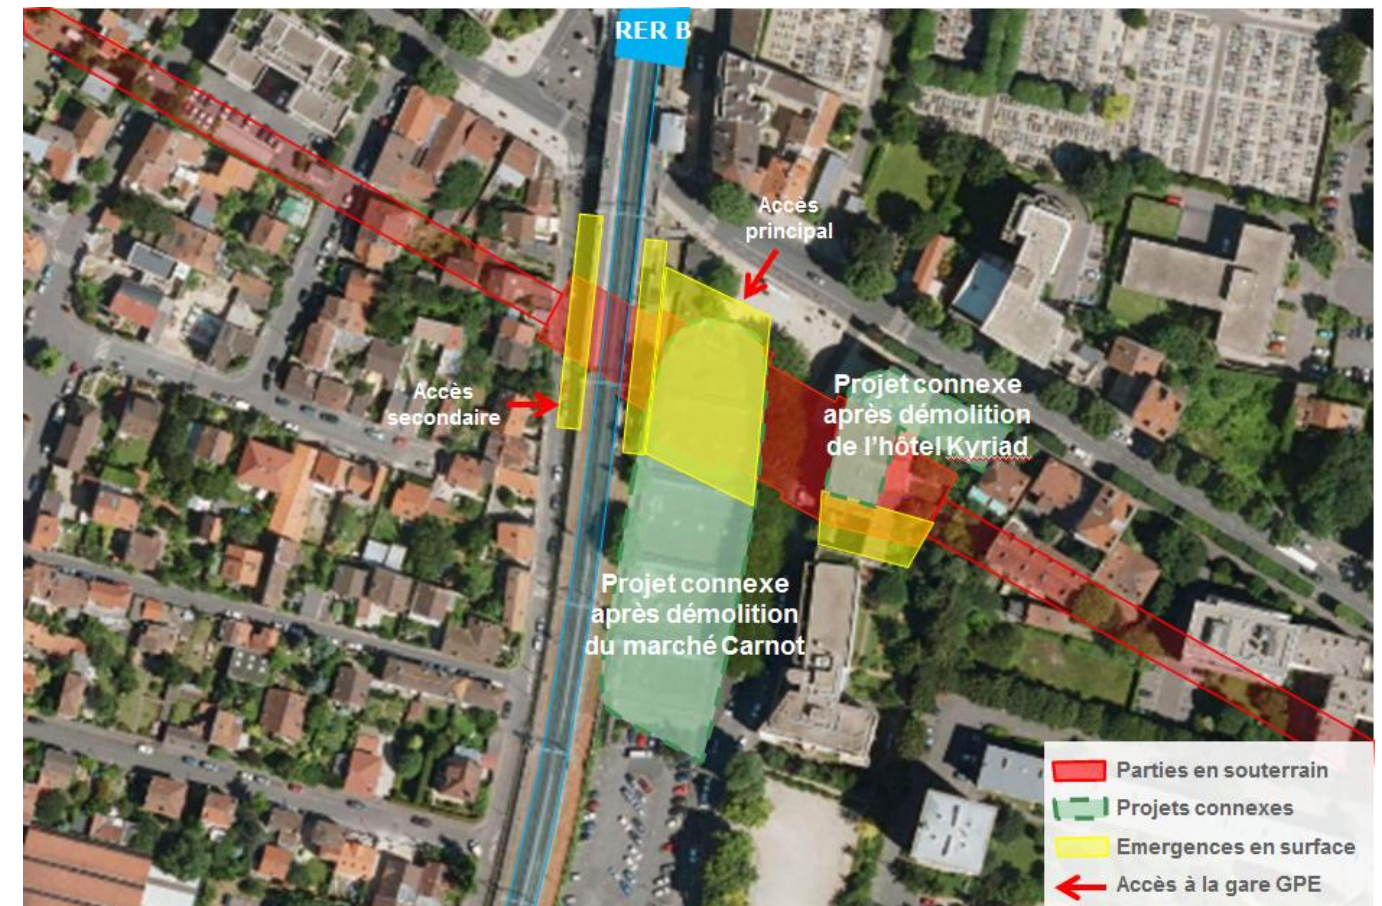 RER B
Accès
principal
Accès
secondaire
Projet connexe
après démolition
de l’hôtel Kyriad
Projet connexe
après démolition
du marché Carnot
Parties en souterrain
Projets connexes
Emergences en surface
Accès à la gare GPE